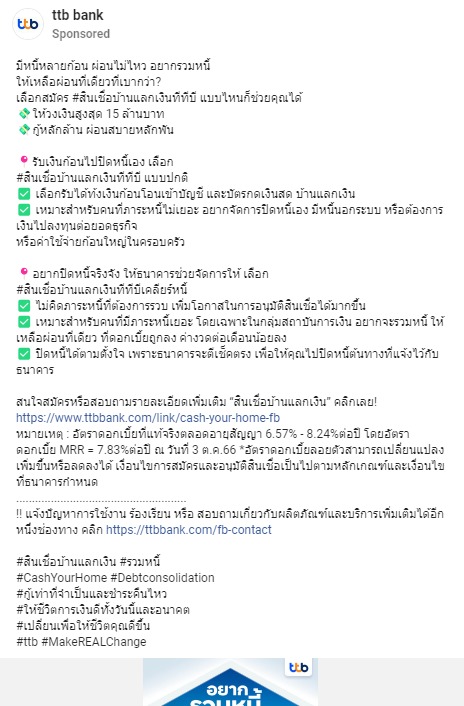 ttb bank
Sponsored
ttb
มีหนี้หลายก้อน ผ่อนไม่ไหว อยากรวมหนี้
ให้เหลือผ่อนที่เดียวที่เบากว่า?
เลือกสมัคร #สินเชื่อบ้านแลกเงินทีทีบี แบบไหนก็ช่วยคุณได้
💸 ให้วงเงินสูงสุด 15 ล้านบาท
💸 กู้หลักล้าน ผ่อนสบายหลักพัน
📍 รับเงินก้อนไปปิดหนี้เอง เลือก
#สินเชื่อบ้านแลกเงินทีทีบี แบบปกติ
✅ เลือกรับได้ทั้งเงินก้อนโอนเข้าบัญชี และบัตรกดเงินสด บ้านแลกเงิน
✅ เหมาะสำหรับคนที่ภาระหนี้ไม่เยอะ อยากจัดการปิดหนี้เอง มีหนี้นอกระบบ หรือต้องการ
เงินไปลงทุนต่อยอดธุรกิจ
หรือค่าใช้จ่ายก้อนใหญ่ในครอบครัว
📍 อยากปิดหนี้จริงจัง ให้ธนาคารช่วยจัดการให้ เลือก
#สินเชื่อบ้านแลกเงินทีทีบีเคลียร์หนี้
✅ ไม่คิดภาระหนี้ที่ต้องการรวบ เพิ่มโอกาสในการอนุมัติสินเชื่อได้มากขึ้น
✅ เหมาะสำหรับคนที่มีภาระหนี้เยอะ โดยเฉพาะในกลุ่มสถาบันการเงิน อยากจะรวมหนี้ ให้
เหลือผ่อนที่เดียว ที่ดอกเบี้ยถูกลง ค่างวดต่อเดือนน้อยลง
✅ ปิดหนี้ได้ตามตั้งใจ เพราะธนาคารจะตีเช็คตรง เพื่อให้คุณไปปิดหนี้ต้นทางที่แจ้งไว้กับ
ธนาคาร
สนใจสมัครหรือสอบถามรายละเอียดเพิ่มเติม “สินเชื่อบ้านแลกเงิน” คลิกเลย!
https://www.ttbbank.com/link/cash-your-home-fb
หมายเหตุ : อัตราดอกเบี้ยที่แท้จริงตลอดอายุสัญญา 6.57% - 8.24%ต่อปี โดยอัตรา
ดอกเบี้ย MRR = 7.83%ต่อปี ณ วันที่ 3 ต.ค.66 *อัตราดอกเบี้ยลอยตัวสามารถเปลี่ยนแปลง
เพิ่มขึ้นหรือลดลงได้ เงื่อนไขการสมัครและอนุมัติสินเชื่อเป็นไปตามหลักเกณฑ์และเงื่อนไข
ที่ธนาคารกำหนด
......................................................
!! แจ้งปัญหาการใช้งาน ร้องเรียน หรือ สอบถามเกี่ยวกับผลิตภัณฑ์และบริการเพิ่มเติมได้อีก
หนึ่งช่องทาง คลิก https://ttbbank.com/fb-contact
#สินเชื่อบ้านแลกเงิน #รวมหนี้
#CashYourHome #Debtconsolidation
#กู้เท่าที่จำเป็นและชำระคืนไหว
#ให้ชีวิตการเงินดีทั้งวันนี้และอนาคต
#เปลี่ยนเพื่อให้ชีวิตคุณดีขึ้น
#ttb #MakeREALChange
ttb
อยาก
รวมหนี้